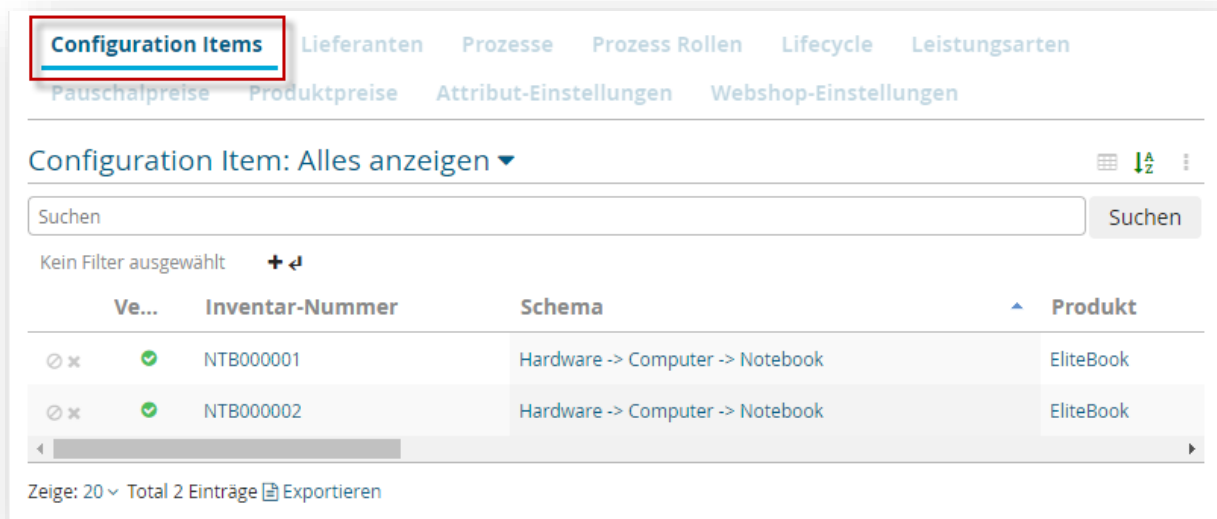 Configuration Items Lieferanten Prozesse Prozess Rollen Lifecycle Leistungsarten
Pauschalpreise Produktpreise Attribut-Einstellungen Webshop-Einstellungen
Configuration Item: Alles anzeigen
Suchen Suchen
Kein Filter ausgewählt
Ve... Inventar-Nummer Schema Produkt
NTB000001 Hardware -> Computer -> Notebook EliteBook
NTB000002 Hardware -> Computer -> Notebook EliteBook
Zeige: 20 Total 2 Einträge Exportieren